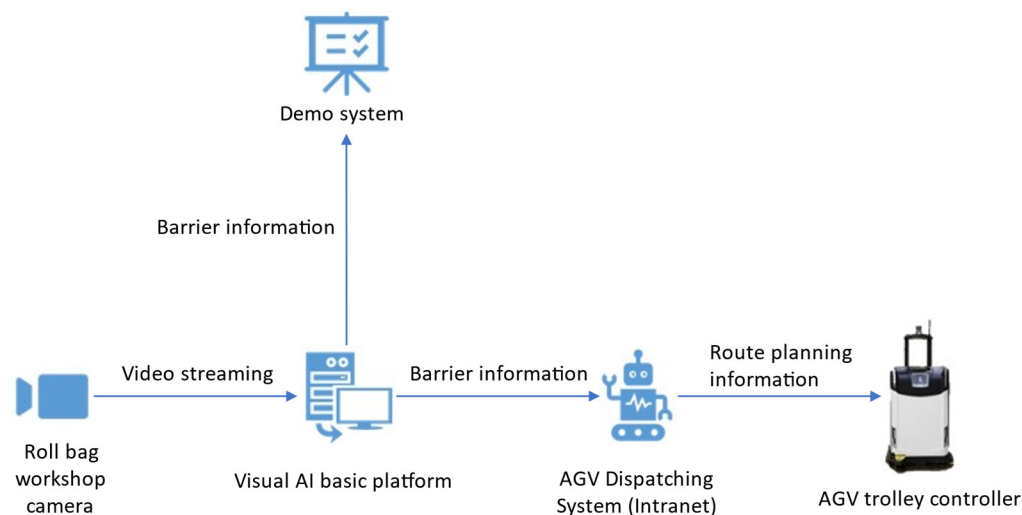 Demo system
Barrier information
Video streaming
Barrier information
Route planning
information
Roll bag
workshop
camera
Visual AI basic platform
AGV Dispatching
System (Intranet)
AGV trolley controller